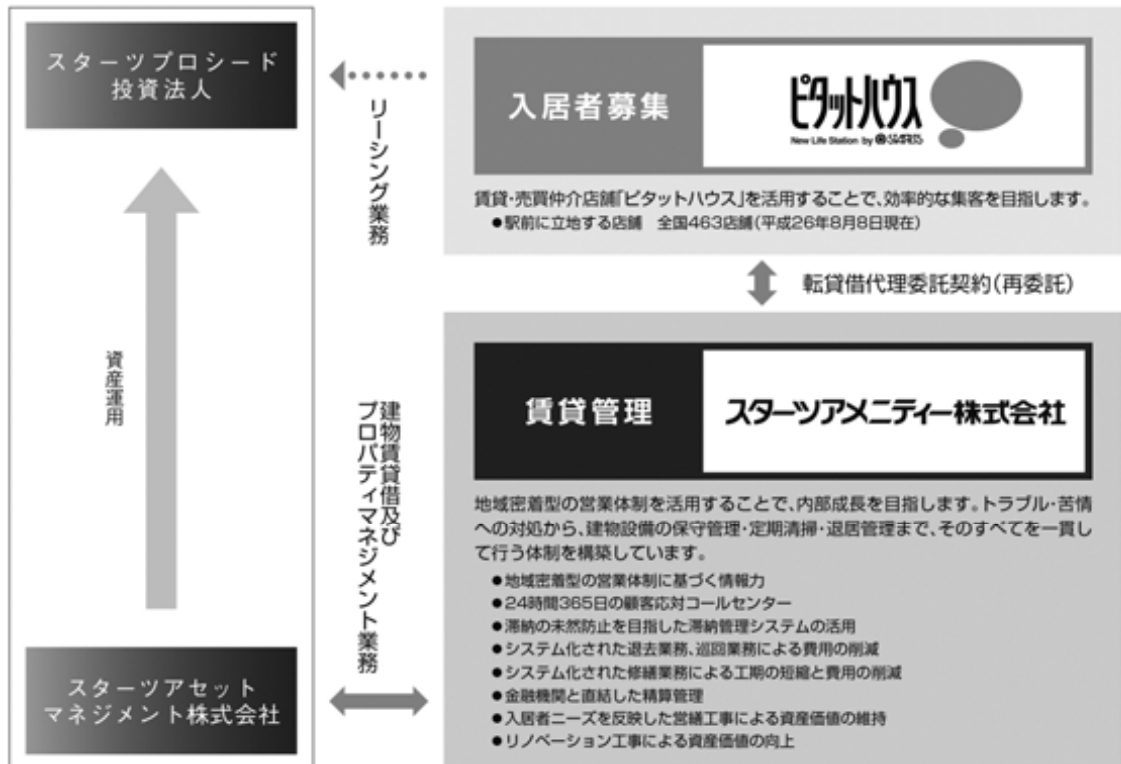 スターツプロシード
投資法人
資産運用
スターツアセット
マネジメント株式会社
リーシング業務
建物賃貸借及び
プロパティマネジメント業務
入居者募集
ピタットハウス
New Life Station by STARTS
賃貸・売買仲介店舗「ピタットハウス」を活用することで、効率的な集客を目指します。
●駅前に立地する店舗　全国463店舗(平成26年8月8日現在)
転貸借代理委託契約(再委託)
賃貸管理
スターツアメニティー株式会社
地域密着型の営業体制を活用することで、内部成長を目指します。トラブル・苦情
への対処から、建物設備の保守管理・定期清掃・退居管理まで、そのすべてを一貫し
て行う体制を構築しています。
●地域密着型の営業体制に基づく情報力
●24時間365日の顧客応対コールセンター
●滞納の未然防止を目指した滞納管理システムの活用
●システム化された退去業務、巡回業務による費用の削減
●システム化された修繕業務による工期の短縮と費用の削減
●金融機関と直結した精算管理
●入居者ニーズを反映した営繕工事による資産価値の維持
●リノベーション工事による資産価値の向上